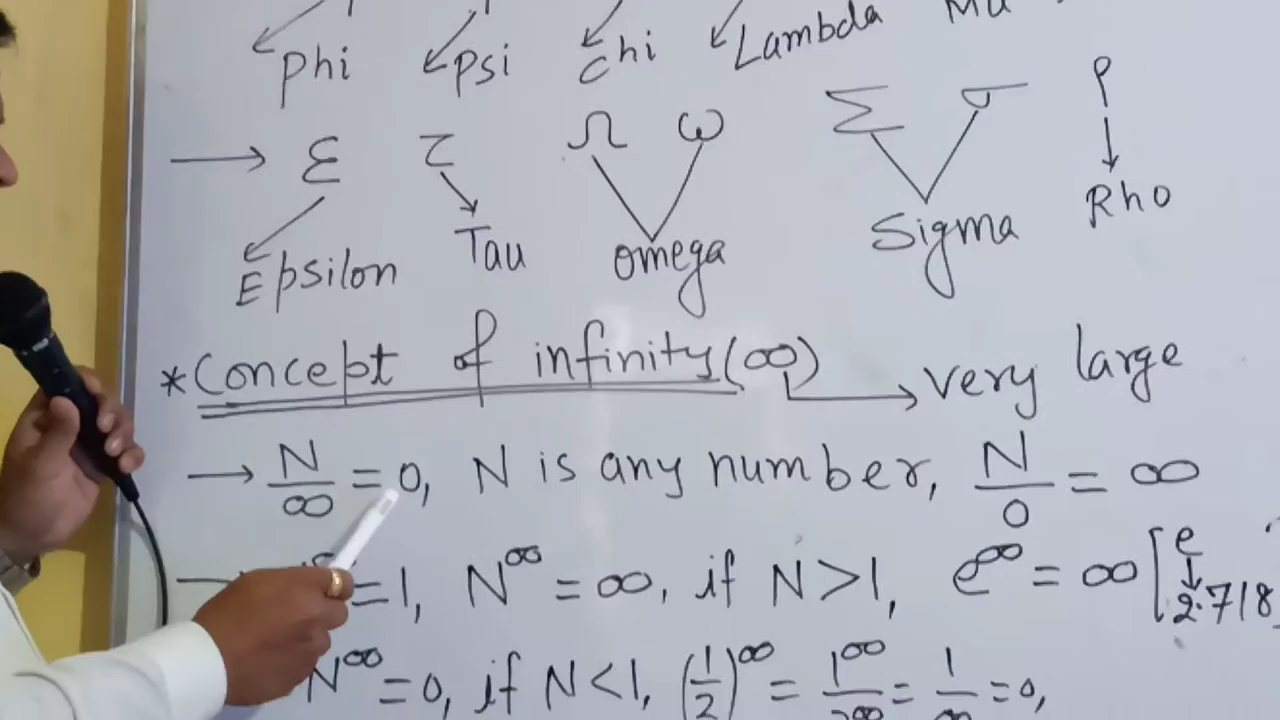 Phi Psi Chi Lambda Mu
→ Ɛ τ Ω ω Σ σ ρ
Epsilon Tau Omega Sigma Rho
*Concept of infinity (∞) → very large
→ N/∞ = 0, N is any number, N/0 = ∞
=1, N^∞ = ∞, if N>1, e^∞ = ∞ [e → 2.718
N^∞ = 0, if N<1, (1/2)^∞ = 1^∞/2^∞ = 1/∞ = 0,